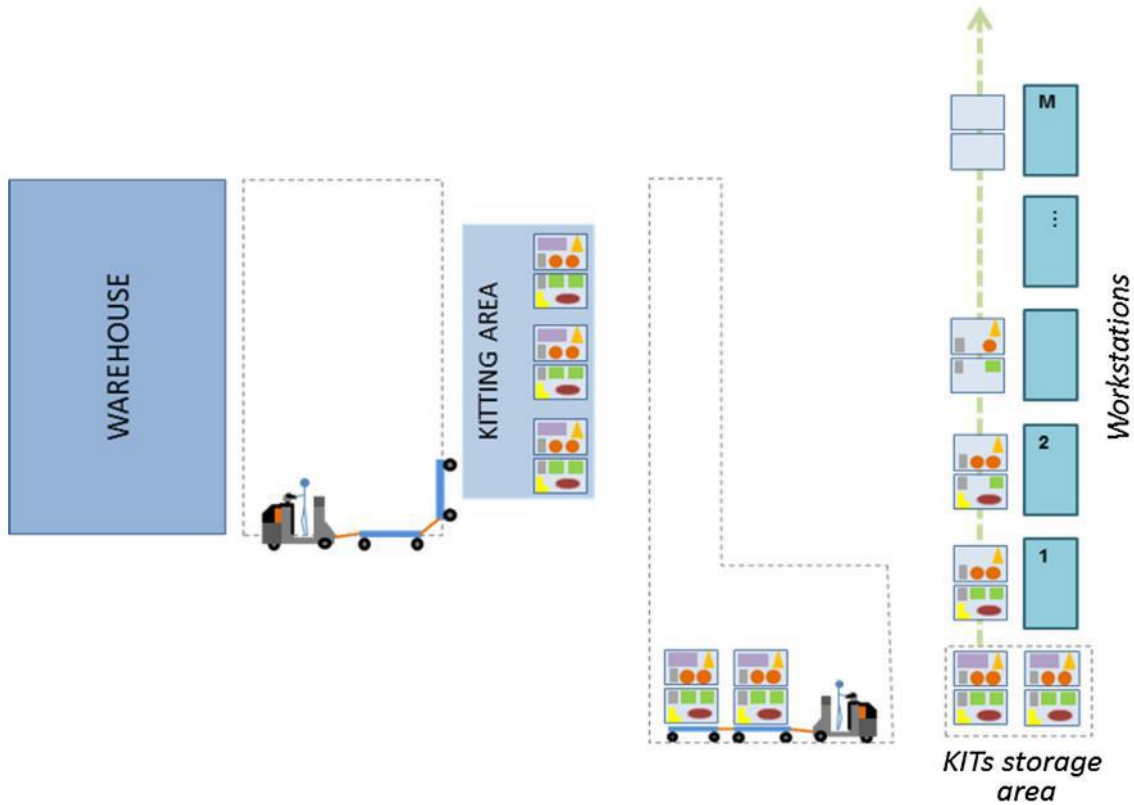 WAREHOUSE
KITTING AREA
M
...
2
1
Workstations
KITs storage
area